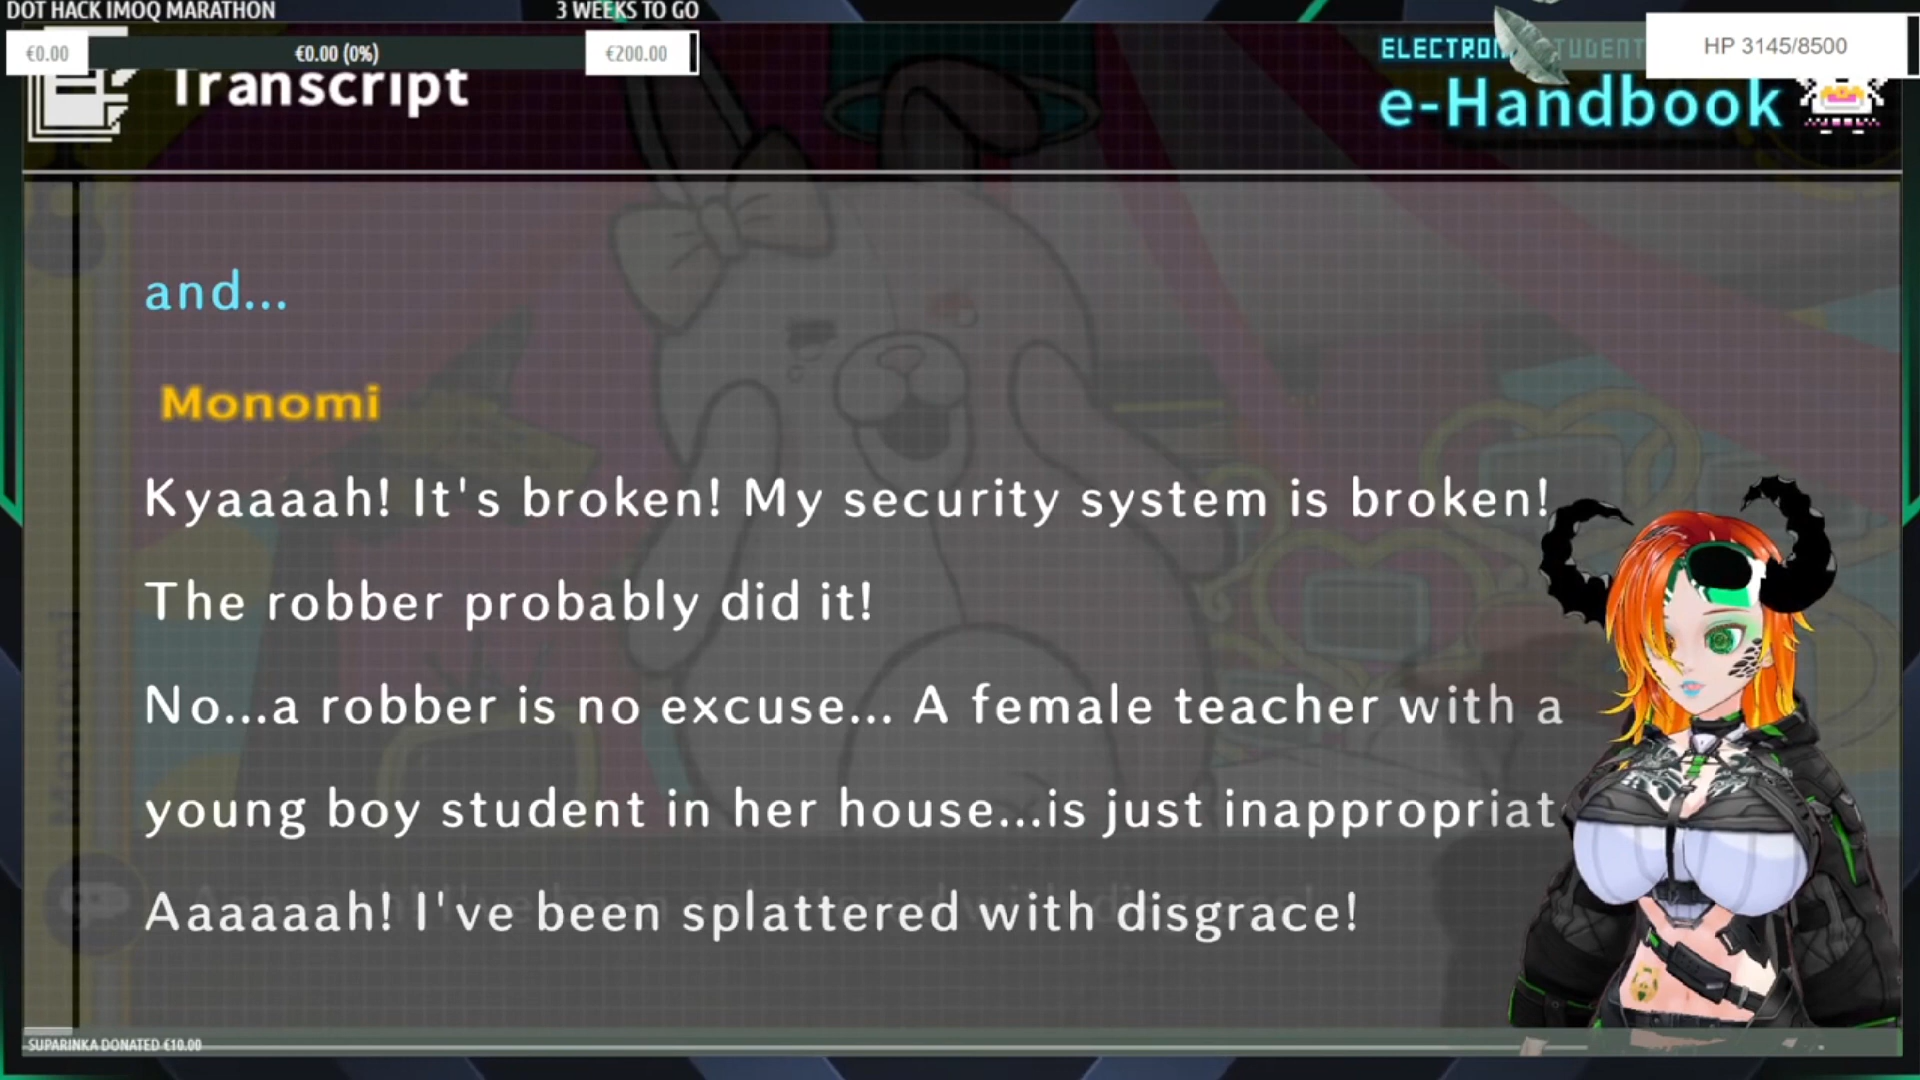 DOT HACK IMOQ MARATHON
3 WEEKS TO GO
€0.00
€0.00 (0%)
€200.00
HP 3145/8500
Transcript
e-Handbook
and...
Monomi
Kyaaaah! It's broken! My security system is broken!
The robber probably did it!
No...a robber is no excuse... A female teacher with a
young boy student in her house...is just inappropriat
Aaaaaah! I've been splattered with disgrace!
SUPARINKA DONATED €10.00